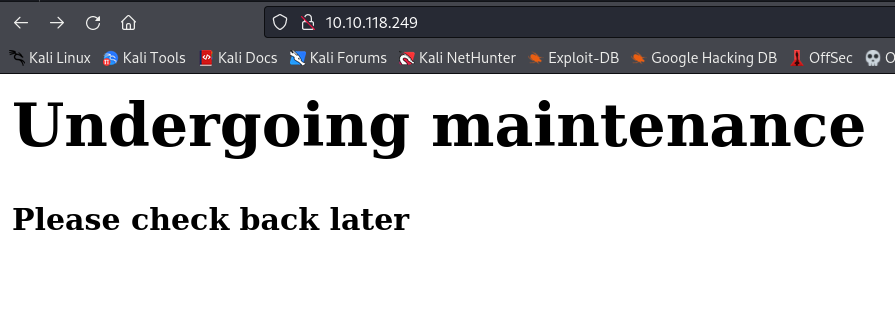 10.10.118.249
Kali Linux Kali Tools Kali Docs Kali Forums Kali NetHunter Exploit-DB Google Hacking DB OffSec O
Undergoing maintenance
Please check back later